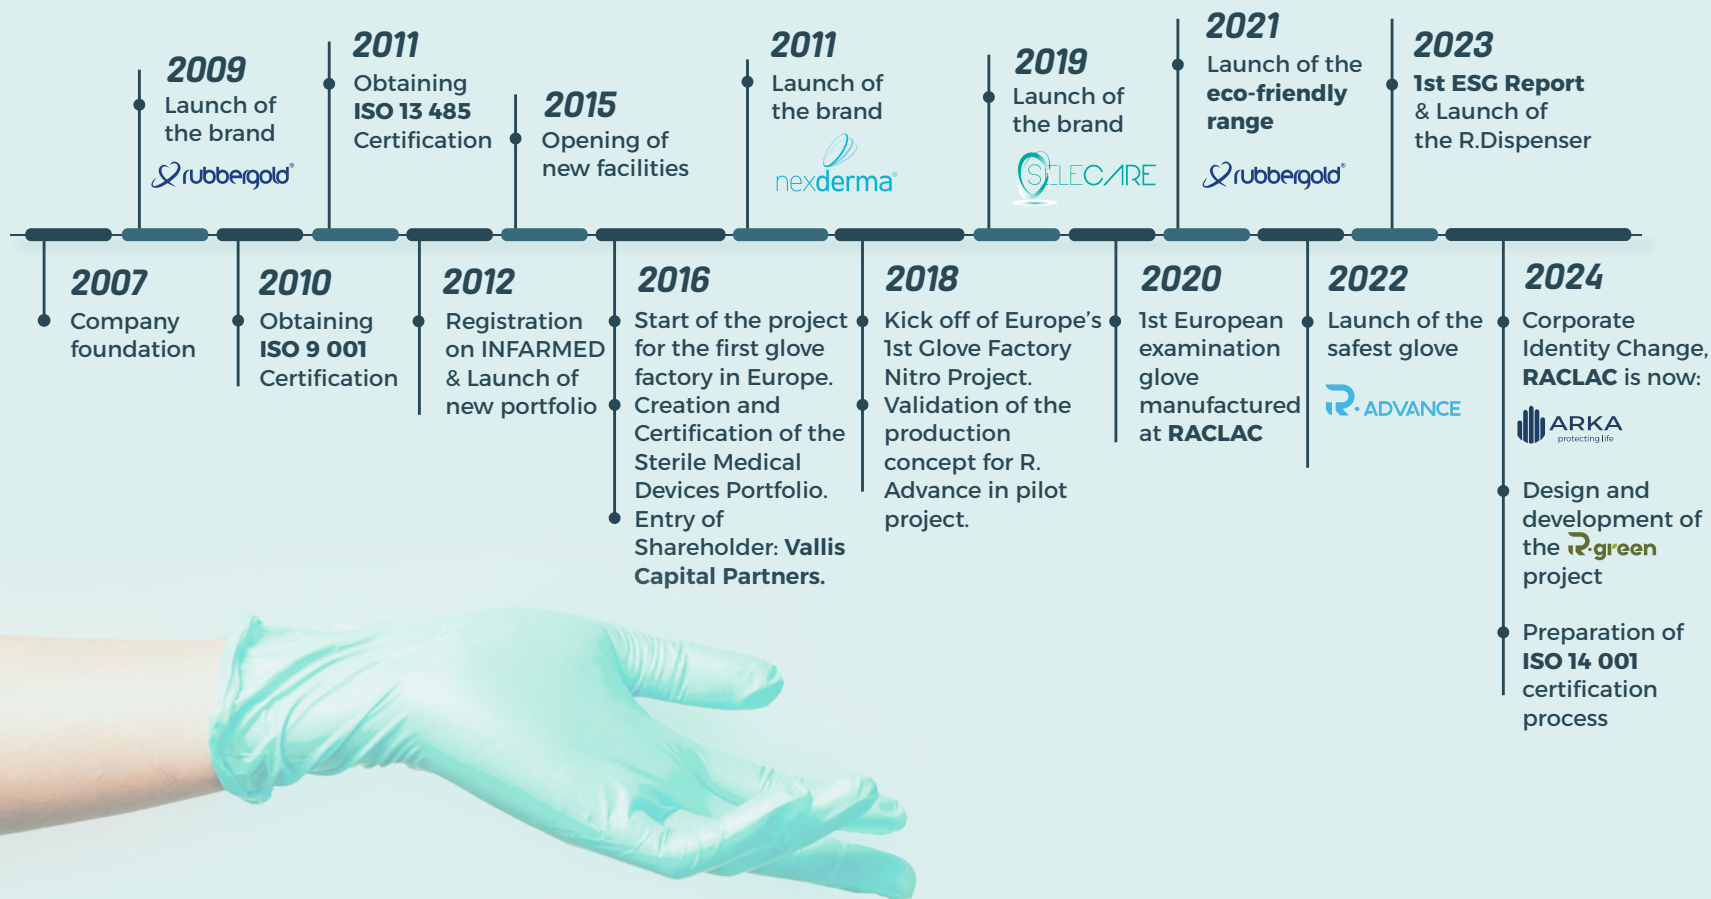 2009
Launch of
the brand
rubbergold®
2011
Obtaining
ISO 13 485
Certification
2015
Opening of
new facilities
2011
Launch of
the brand
nexderma®
2019
Launch of
the brand
SELECARE
2021
Launch of the
eco-friendly
range
rubbergold®
2023
1st ESG Report
& Launch of
the R.Dispenser
2007
Company
foundation
2010
Obtaining
ISO 9 001
Certification
2012
Registration
on INFARMED
& Launch of
new portfolio
2016
Start of the project
for the first glove
factory in Europe.
Creation and
Certification of the
Sterile Medical
Devices Portfolio.
Entry of
Shareholder: Vallis
Capital Partners.
2018
Kick off of Europe’s
1st Glove Factory
Nitro Project.
Validation of the
production
concept for R.
Advance in pilot
project.
2020
1st European
examination
glove
manufactured
at RACLAC
2022
Launch of the
safest glove
R. ADVANCE
2024
Corporate
Identity Change,
RACLAC is now:
ARKA
protecting life
Design and
development of
the R.green
project
Preparation of
ISO 14 001
certification
process